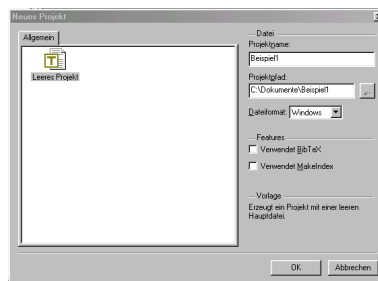 Neues Projekt
Allgemein
Leeres Projekt
Datei
Projektname:
Beispiel1
Projektpfad:
C:\Dokumente\Beispiel1
...
Dateiformat: Windows
Features
Verwendet BibTeX
Verwendet MakeIndex
Vorlage
Erzeugt ein Projekt mit einer leeren
Hauptdatei.
OK
Abbrechen